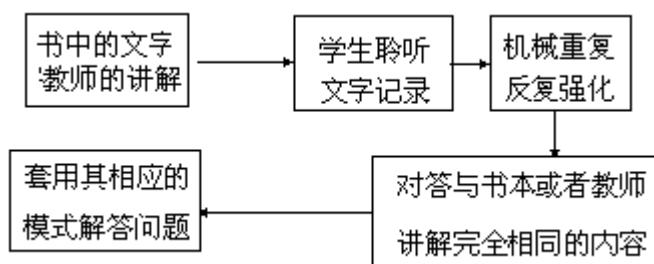 书中的文字
教师的讲解
学生聆听
文字记录
机械重复
反复强化
对答与书本或者教师
讲解完全相同的内容
套用其相应的
模式解答问题